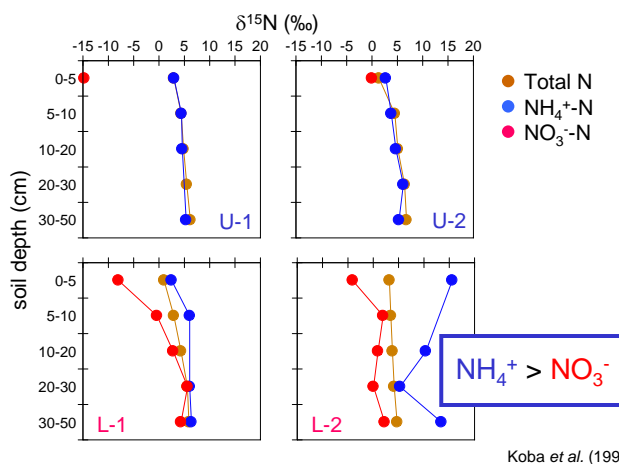 δ¹⁵N (‰)
-15 -10 -5 0 5 10 15 20
-15 -10 -5 0 5 10 15 20
0-5
5-10
10-20
20-30
30-50
U-1
U-2
Total N
NH₄⁺-N
NO₃⁻-N
soil depth (cm)
0-5
5-10
10-20
20-30
30-50
L-1
L-2
NH₄⁺ > NO₃⁻
Koba et al. (199